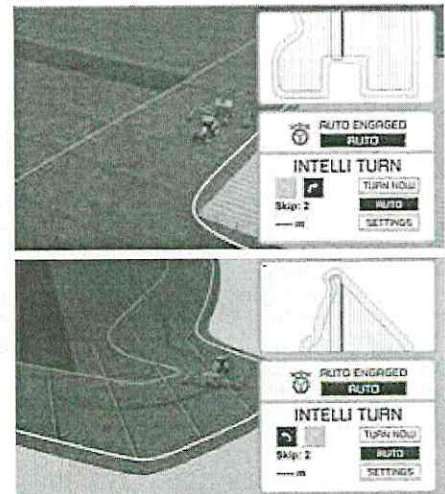 AUTO ENGAGED
AUTO
INTELLI TURN
TURN NOW
Skip: 2
AUTO
---- m
SETTINGS
AUTO ENGAGED
AUTO
INTELLI TURN
TURN NOW
Skip: 2
AUTO
---- m
SETTINGS